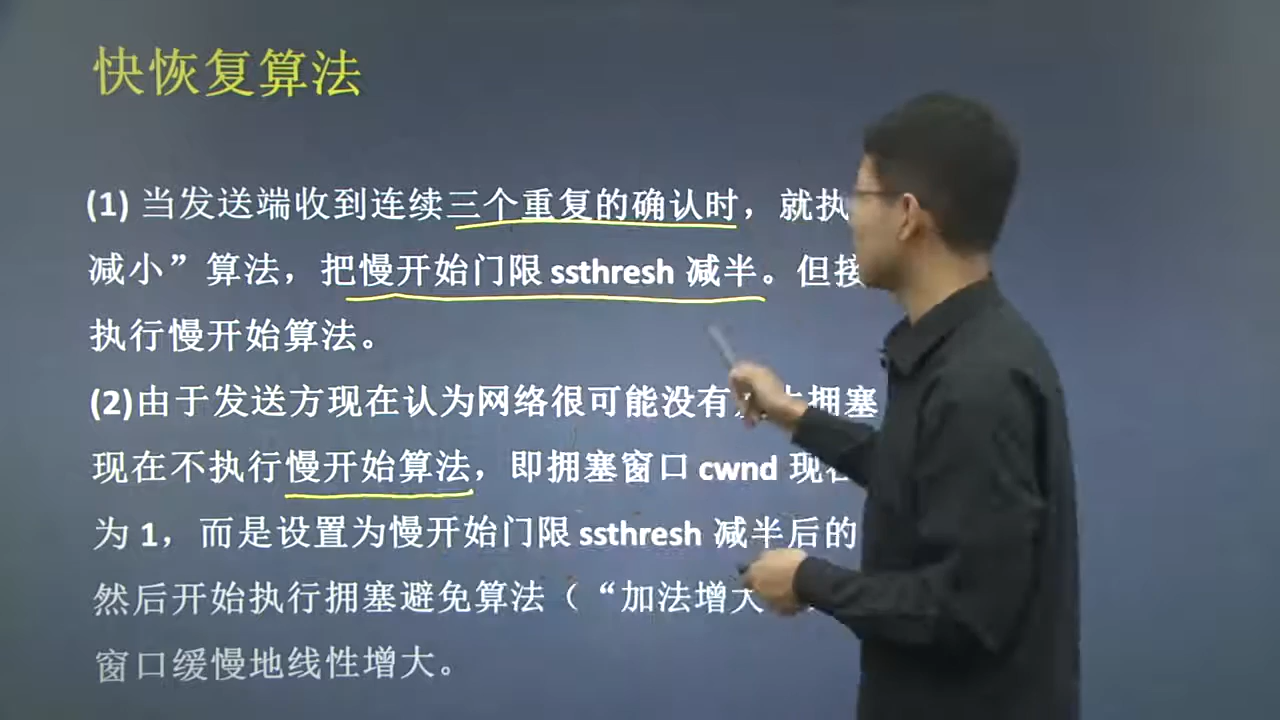 快恢复算法
(1) 当发送端收到连续三个重复的确认时，就执
减小”算法，把慢开始门限 ssthresh 减半。但接
执行慢开始算法。
(2)由于发送方现在认为网络很可能没有 拥塞
现在不执行慢开始算法，即拥塞窗口 cwnd 现在
为 1，而是设置为慢开始门限 ssthresh 减半后的
然后开始执行拥塞避免算法（“加法增大
窗口缓慢地线性增大。